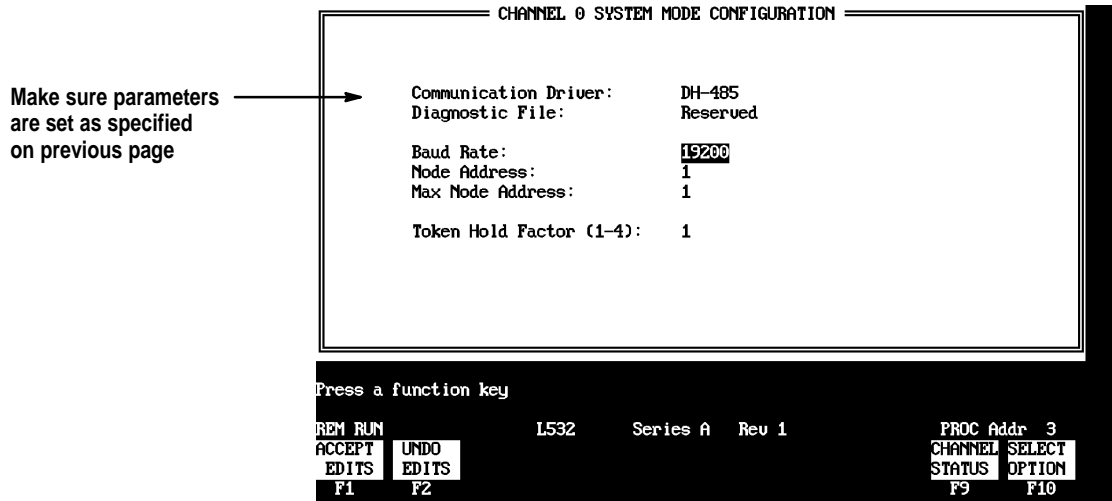 CHANNEL 0 SYSTEM MODE CONFIGURATION
Make sure parameters
are set as specified
on previous page
Communication Driver: DH-485
Diagnostic File: Reserved
Baud Rate: 19200
Node Address: 1
Max Node Address: 1
Token Hold Factor (1-4): 1
Press a function key
REM RUN L532 Series A Rev 1 PROC Addr 3
ACCEPT UNDO CHANNEL SELECT
EDITS EDITS STATUS OPTION
F1 F2 F9 F10